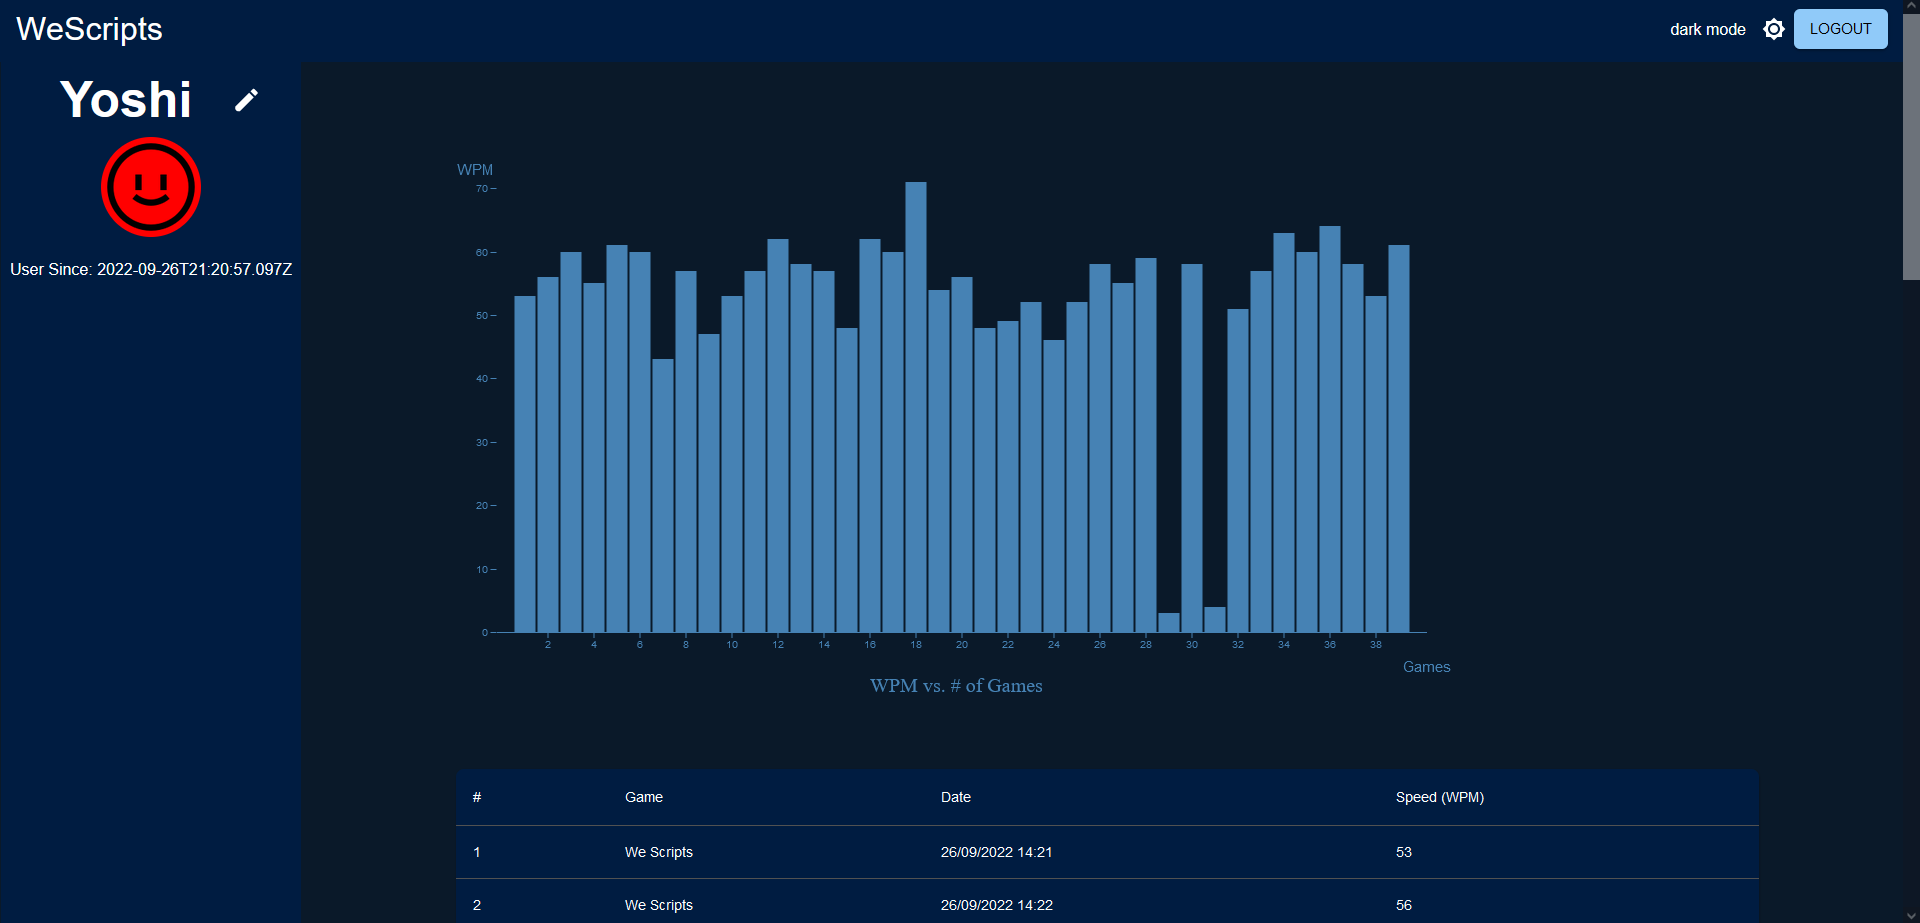 WeScripts
dark mode LOGOUT
Yoshi
User Since: 2022-09-26T21:20:57.097Z
WPM
70
60
50
40
30
20
10
0
2 4 6 8 10 12 14 16 18 20 22 24 26 28 30 32 34 36 38
Games
WPM vs. # of Games
# Game Date Speed (WPM)
1 We Scripts 26/09/2022 14:21 53
2 We Scripts 26/09/2022 14:22 56